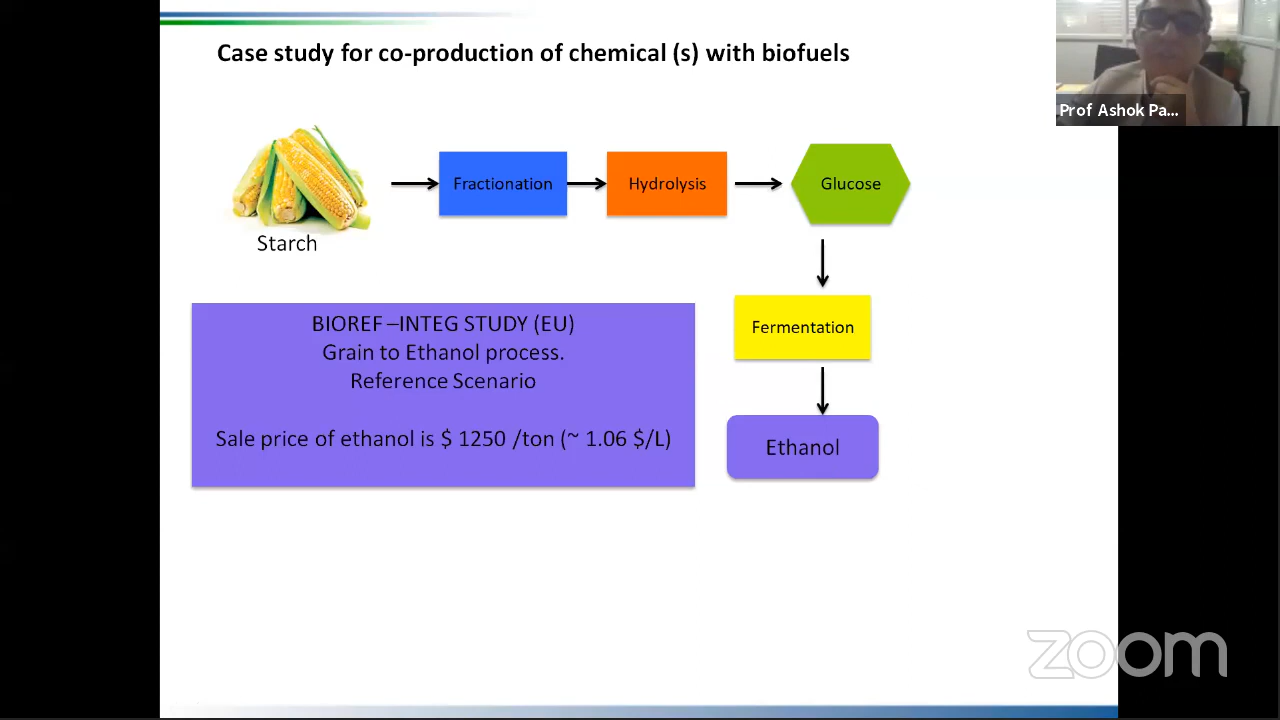 Case study for co-production of chemical (s) with biofuels
Prof Ashok Pa...
Fractionation
Hydrolysis
Glucose
Starch
BIOREF –INTEG STUDY (EU)
Grain to Ethanol process.
Reference Scenario
Sale price of ethanol is $ 1250 /ton (~ 1.06 $/L)
Fermentation
Ethanol
zoom